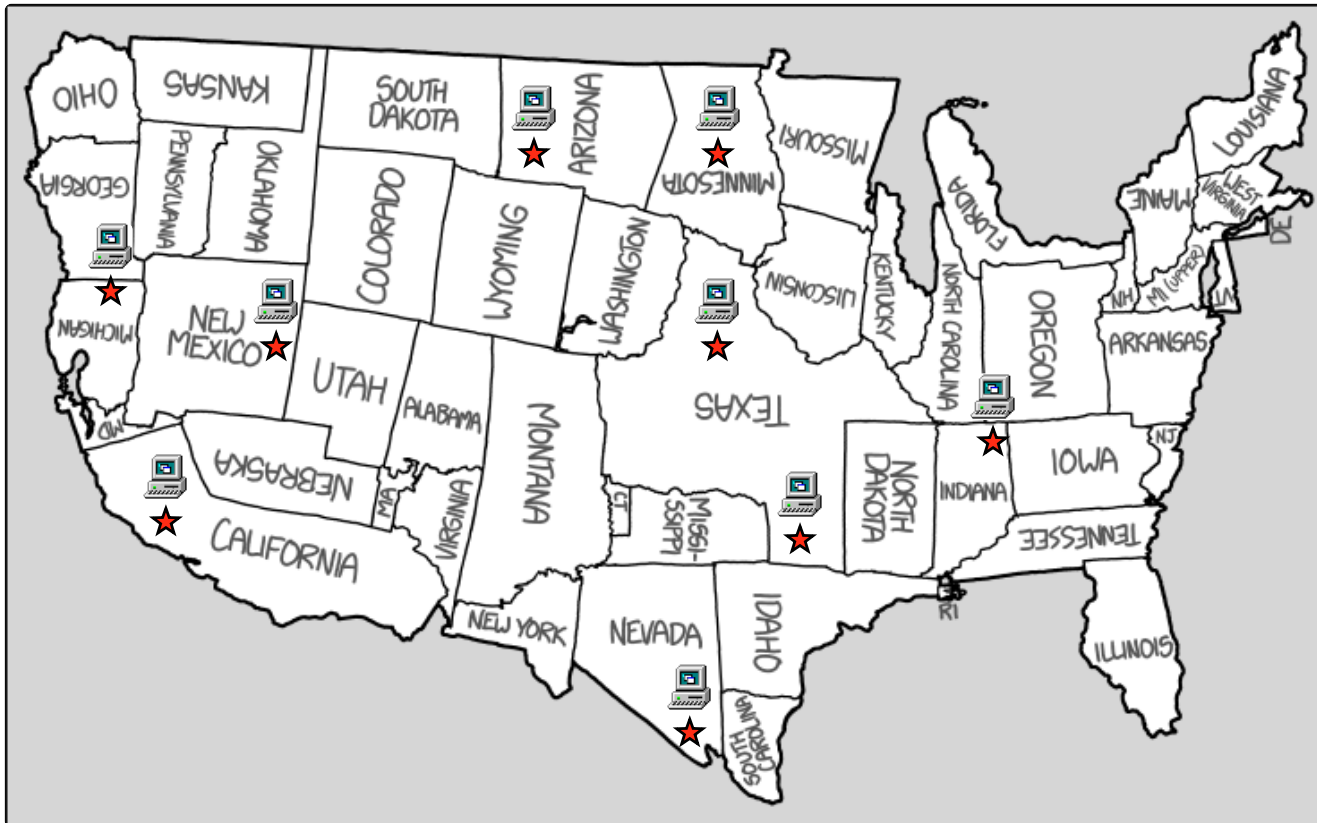 OHIO
KANSAS
SOUTH
DAKOTA
ARIZONA
MINNESOTA
MISSOURI
LOUISIANA
GEORGIA
PENNSYLVANIA
OKLAHOMA
COLORADO
WYOMING
WASHINGTON
WISCONSIN
KENTUCKY
FLORIDA
NORTH CAROLINA
MAINE
WEST
VIRGINIA
DE
NH
MI (UPPER)
VT
OREGON
ARKANSAS
MICHIGAN
NEW
MEXICO
UTAH
ALABAMA
MONTANA
TEXAS
MD
NEBRASKA
MA
VIRGINIA
CT
MISSI-
SSIPPI
NORTH
DAKOTA
INDIANA
IOWA
NJ
CALIFORNIA
TENNESSEE
NEW YORK
NEVADA
IDAHO
RI
ILLINOIS
SOUTH
CAROLINA